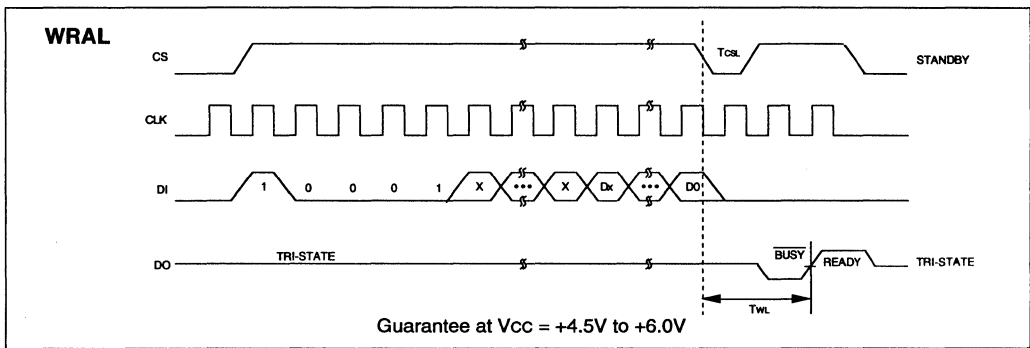 WRAL
CS
TCSL
STANDBY
CLK
DI
1 0 0 0 1 X ••• X Dx ••• D0
DO
TRI-STATE
BUSY
READY
TRI-STATE
TWL
Guarantee at VCC = +4.5V to +6.0V